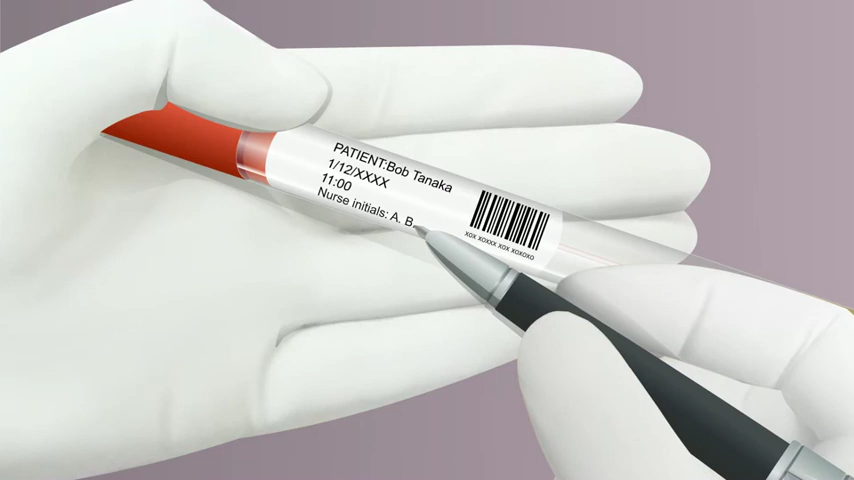 PATIENT:Bob Tanaka
1/12/XXXX
11:00
Nurse initials: A. B.
xox xoxxx xox xoxoxo